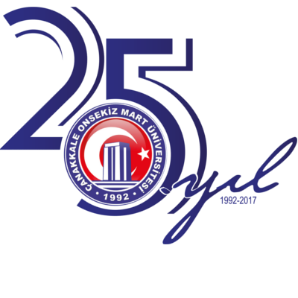 25
ÇANAKKALE ONSEKİZ MART ÜNİVERSİTESİ
• 1992 •
.yıl
1992-2017